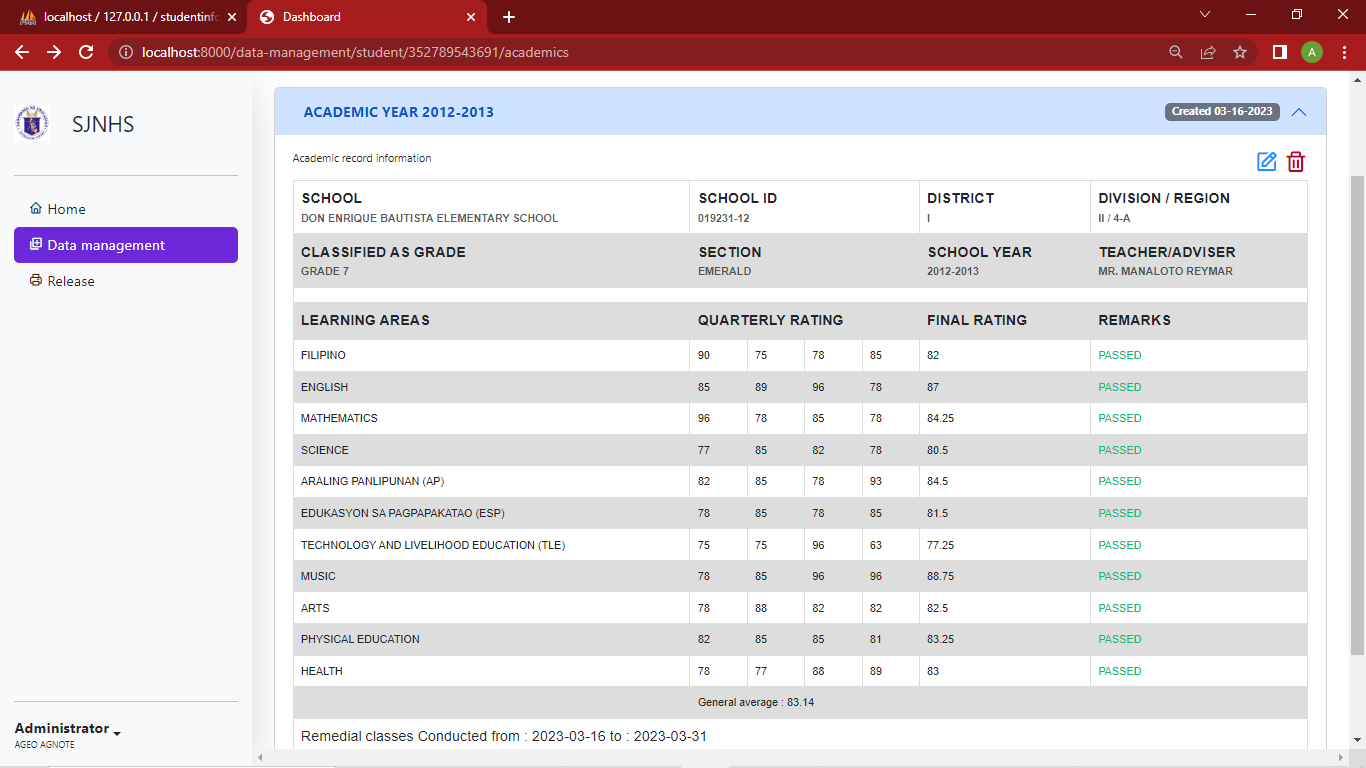 localhost / 127.0.0.1 / studentinfo
Dashboard
localhost:8000/data-management/student/352789543691/academics
A
SJNHS
Home
Data management
Release
Administrator
AGEO AGNOTE
ACADEMIC YEAR 2012-2013
Created 03-16-2023
Academic record information
SCHOOL SCHOOL ID DISTRICT DIVISION / REGION
DON ENRIQUE BAUTISTA ELEMENTARY SCHOOL 019231-12 I II / 4-A
CLASSIFIED AS GRADE SECTION SCHOOL YEAR TEACHER/ADVISER
GRADE 7 EMERALD 2012-2013 MR. MANALOTO REYMAR
LEARNING AREAS QUARTERLY RATING FINAL RATING REMARKS
FILIPINO 90 75 78 85 82 PASSED
ENGLISH 85 89 96 78 87 PASSED
MATHEMATICS 96 78 85 78 84.25 PASSED
SCIENCE 77 85 82 78 80.5 PASSED
ARALING PANLIPUNAN (AP) 82 85 78 93 84.5 PASSED
EDUKASYON SA PAGPAPAKATAO (ESP) 78 85 78 85 81.5 PASSED
TECHNOLOGY AND LIVELIHOOD EDUCATION (TLE) 75 75 96 63 77.25 PASSED
MUSIC 78 85 96 96 88.75 PASSED
ARTS 78 88 82 82 82.5 PASSED
PHYSICAL EDUCATION 82 85 85 81 83.25 PASSED
HEALTH 78 77 88 89 83 PASSED
General average : 83.14
Remedial classes Conducted from : 2023-03-16 to : 2023-03-31